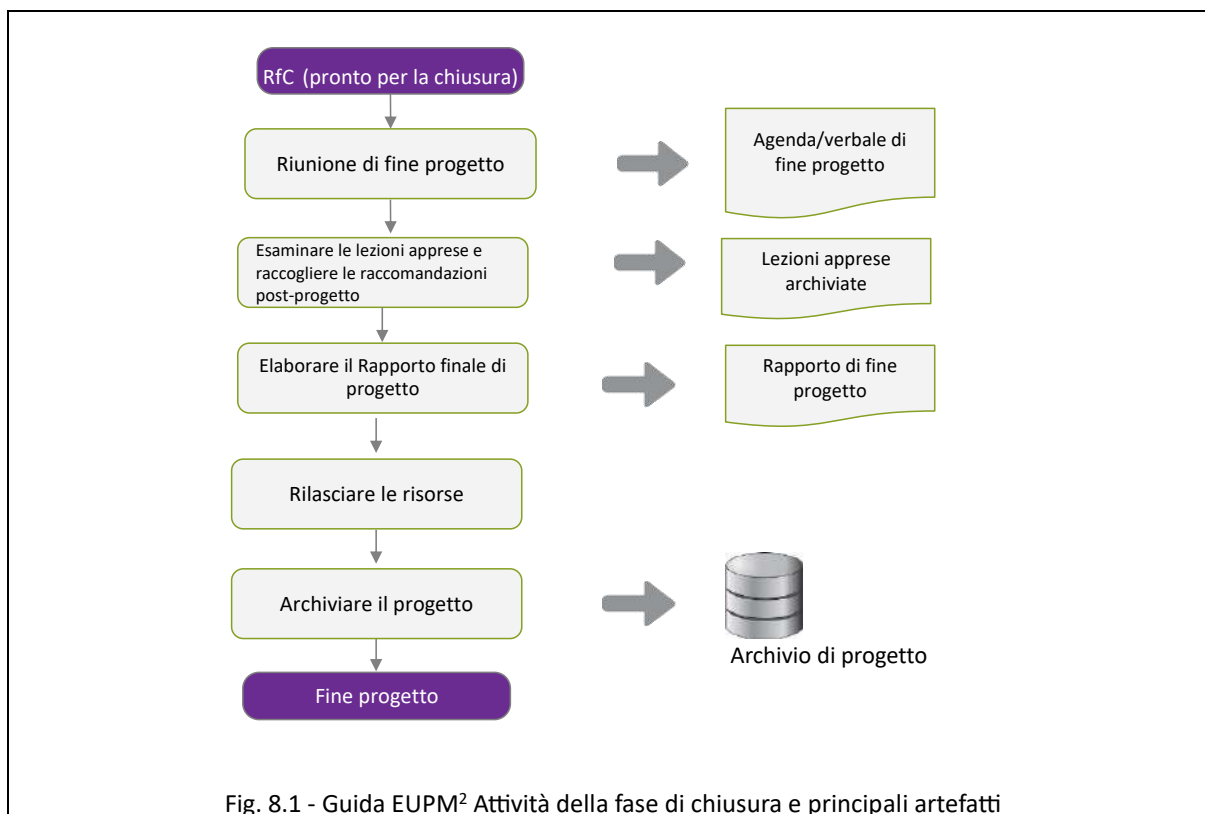 RfC (pronto per la chiusura)
Riunione di fine progetto
Agenda/verbale di
fine progetto
Esaminare le lezioni apprese e
raccogliere le raccomandazioni
post-progetto
Lezioni apprese
archiviate
Elaborare il Rapporto finale di
progetto
Rapporto di fine
progetto
Rilasciare le risorse
Archiviare il progetto
Archivio di progetto
Fine progetto
Fig. 8.1 - Guida EUPM² Attività della fase di chiusura e principali artefatti